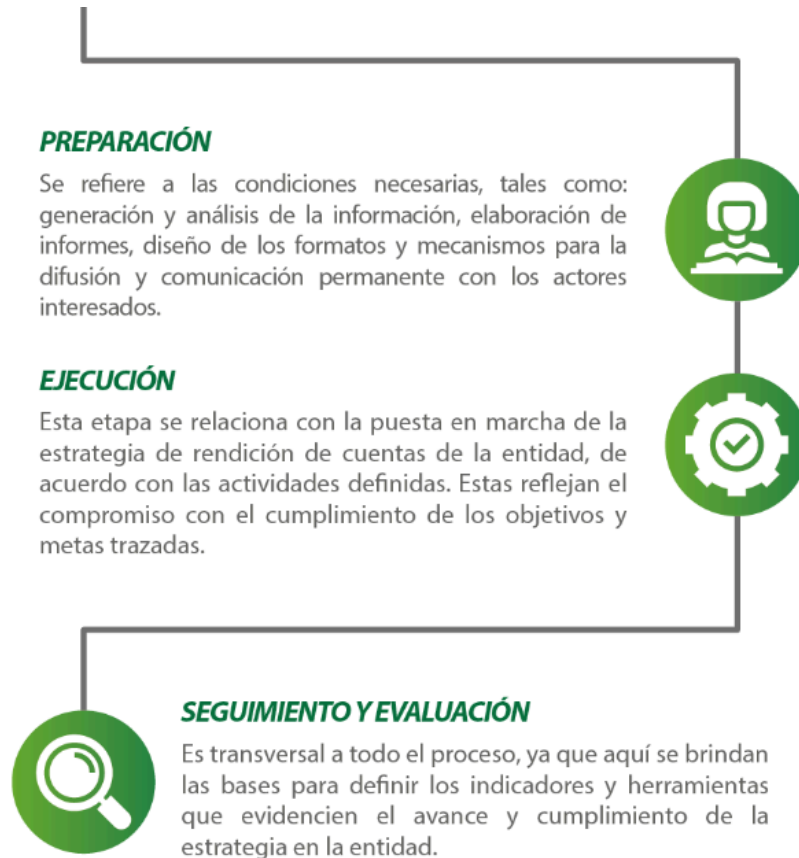 PREPARACIÓN
Se refiere a las condiciones necesarias, tales como:
generación y análisis de la información, elaboración de
informes, diseño de los formatos y mecanismos para la
difusión y comunicación permanente con los actores
interesados.
EJECUCIÓN
Esta etapa se relaciona con la puesta en marcha de la
estrategia de rendición de cuentas de la entidad, de
acuerdo con las actividades definidas. Estas reflejan el
compromiso con el cumplimiento de los objetivos y
metas trazadas.
SEGUIMIENTO Y EVALUACIÓN
Es transversal a todo el proceso, ya que aquí se brindan
las bases para definir los indicadores y herramientas
que evidencien el avance y cumplimiento de la
estrategia en la entidad.